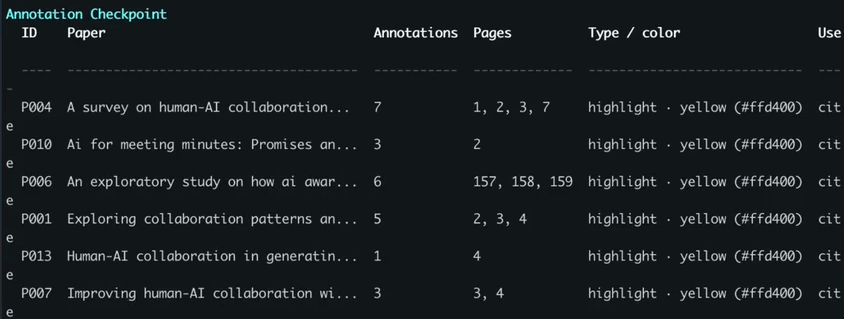 Annotation Checkpoint
ID Paper Annotations Pages Type / color Use
---- ----------------------------------- ----------- ------------ -------------------------- ---
-
P004 A survey on human-AI collaboration... 7 1, 2, 3, 7 highlight · yellow (#ffd400) cit
e
P010 Ai for meeting minutes: Promises an... 3 2 highlight · yellow (#ffd400) cit
e
P006 An exploratory study on how ai awar... 6 157, 158, 159 highlight · yellow (#ffd400) cit
e
P001 Exploring collaboration patterns an... 5 2, 3, 4 highlight · yellow (#ffd400) cit
e
P013 Human-AI collaboration in generatin... 1 4 highlight · yellow (#ffd400) cit
e
P007 Improving human-AI collaboration wi... 3 3, 4 highlight · yellow (#ffd400) cit
e